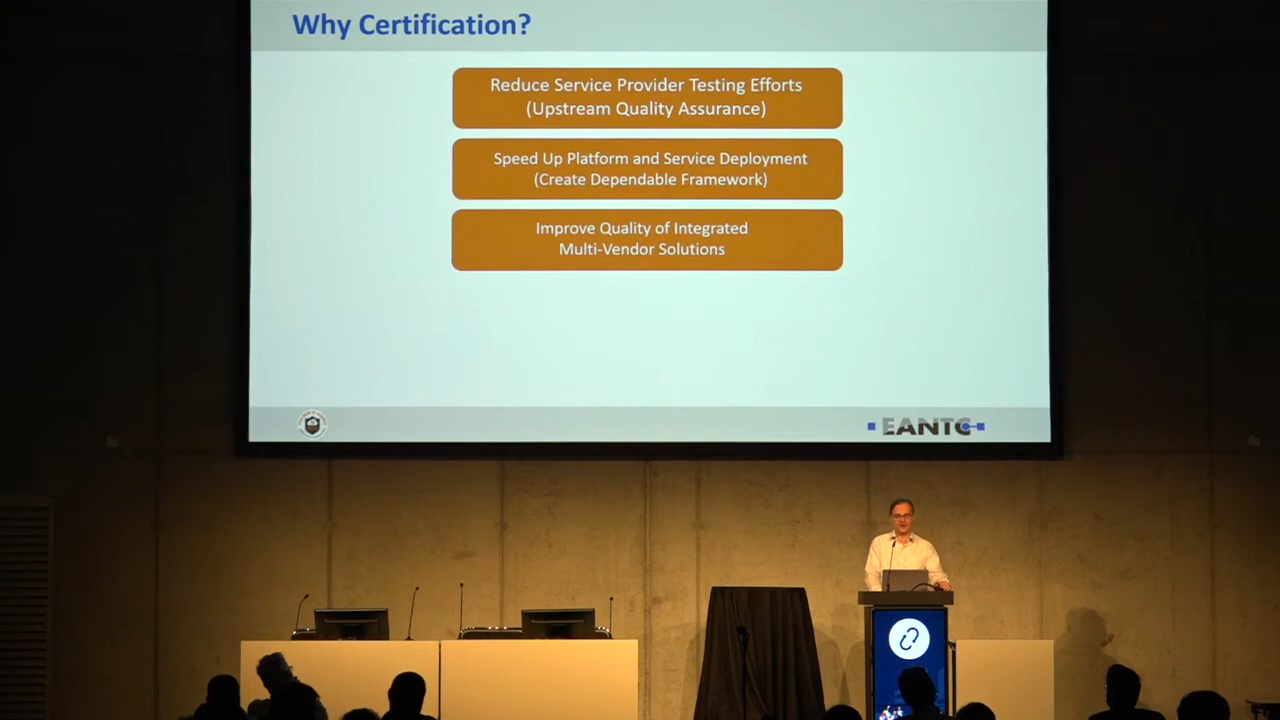 Why Certification?
Reduce Service Provider Testing Efforts
(Upstream Quality Assurance)
Speed Up Platform and Service Deployment
(Create Dependable Framework)
Improve Quality of Integrated
Multi-Vendor Solutions
EANTC